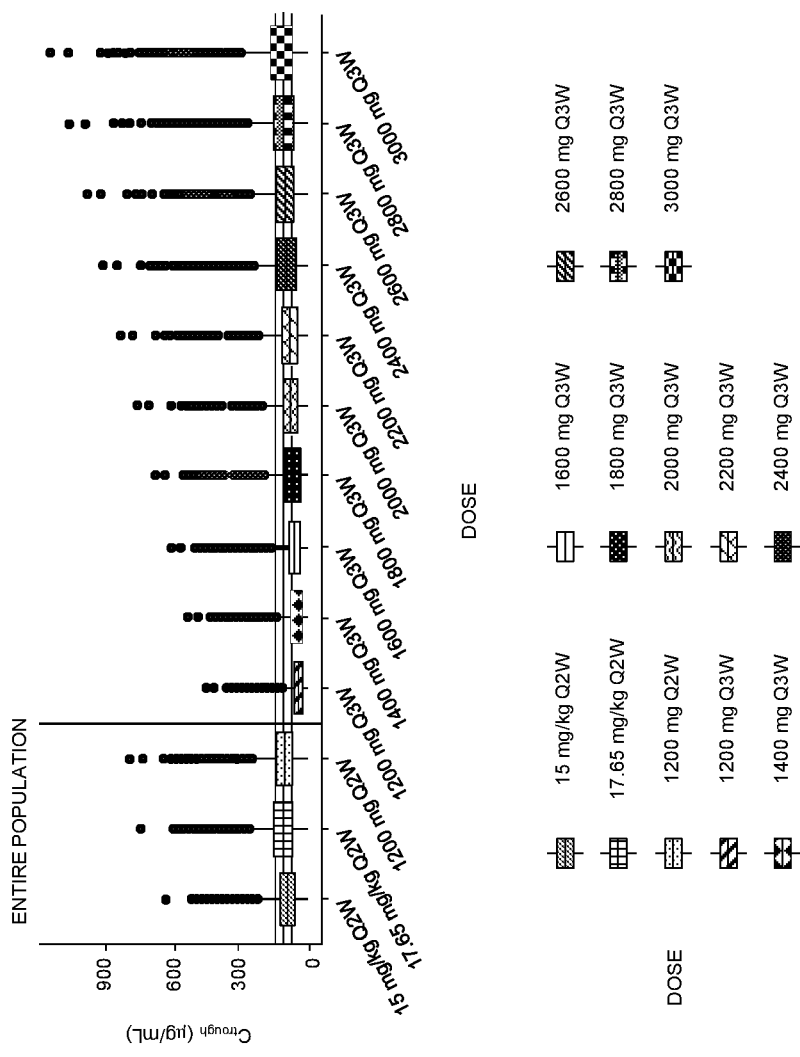 ENTIRE POPULATION
Ctrough (µg/mL)
900
600
300
0
15 mg/kg Q2W
17.65 mg/kg Q2W
1200 mg Q2W
1200 mg Q3W
1400 mg Q3W
1600 mg Q3W
1800 mg Q3W
2000 mg Q3W
2200 mg Q3W
2400 mg Q3W
2600 mg Q3W
2800 mg Q3W
3000 mg Q3W
DOSE
DOSE
15 mg/kg Q2W
17.65 mg/kg Q2W
1200 mg Q2W
1200 mg Q3W
1400 mg Q3W
1600 mg Q3W
1800 mg Q3W
2000 mg Q3W
2200 mg Q3W
2400 mg Q3W
2600 mg Q3W
2800 mg Q3W
3000 mg Q3W